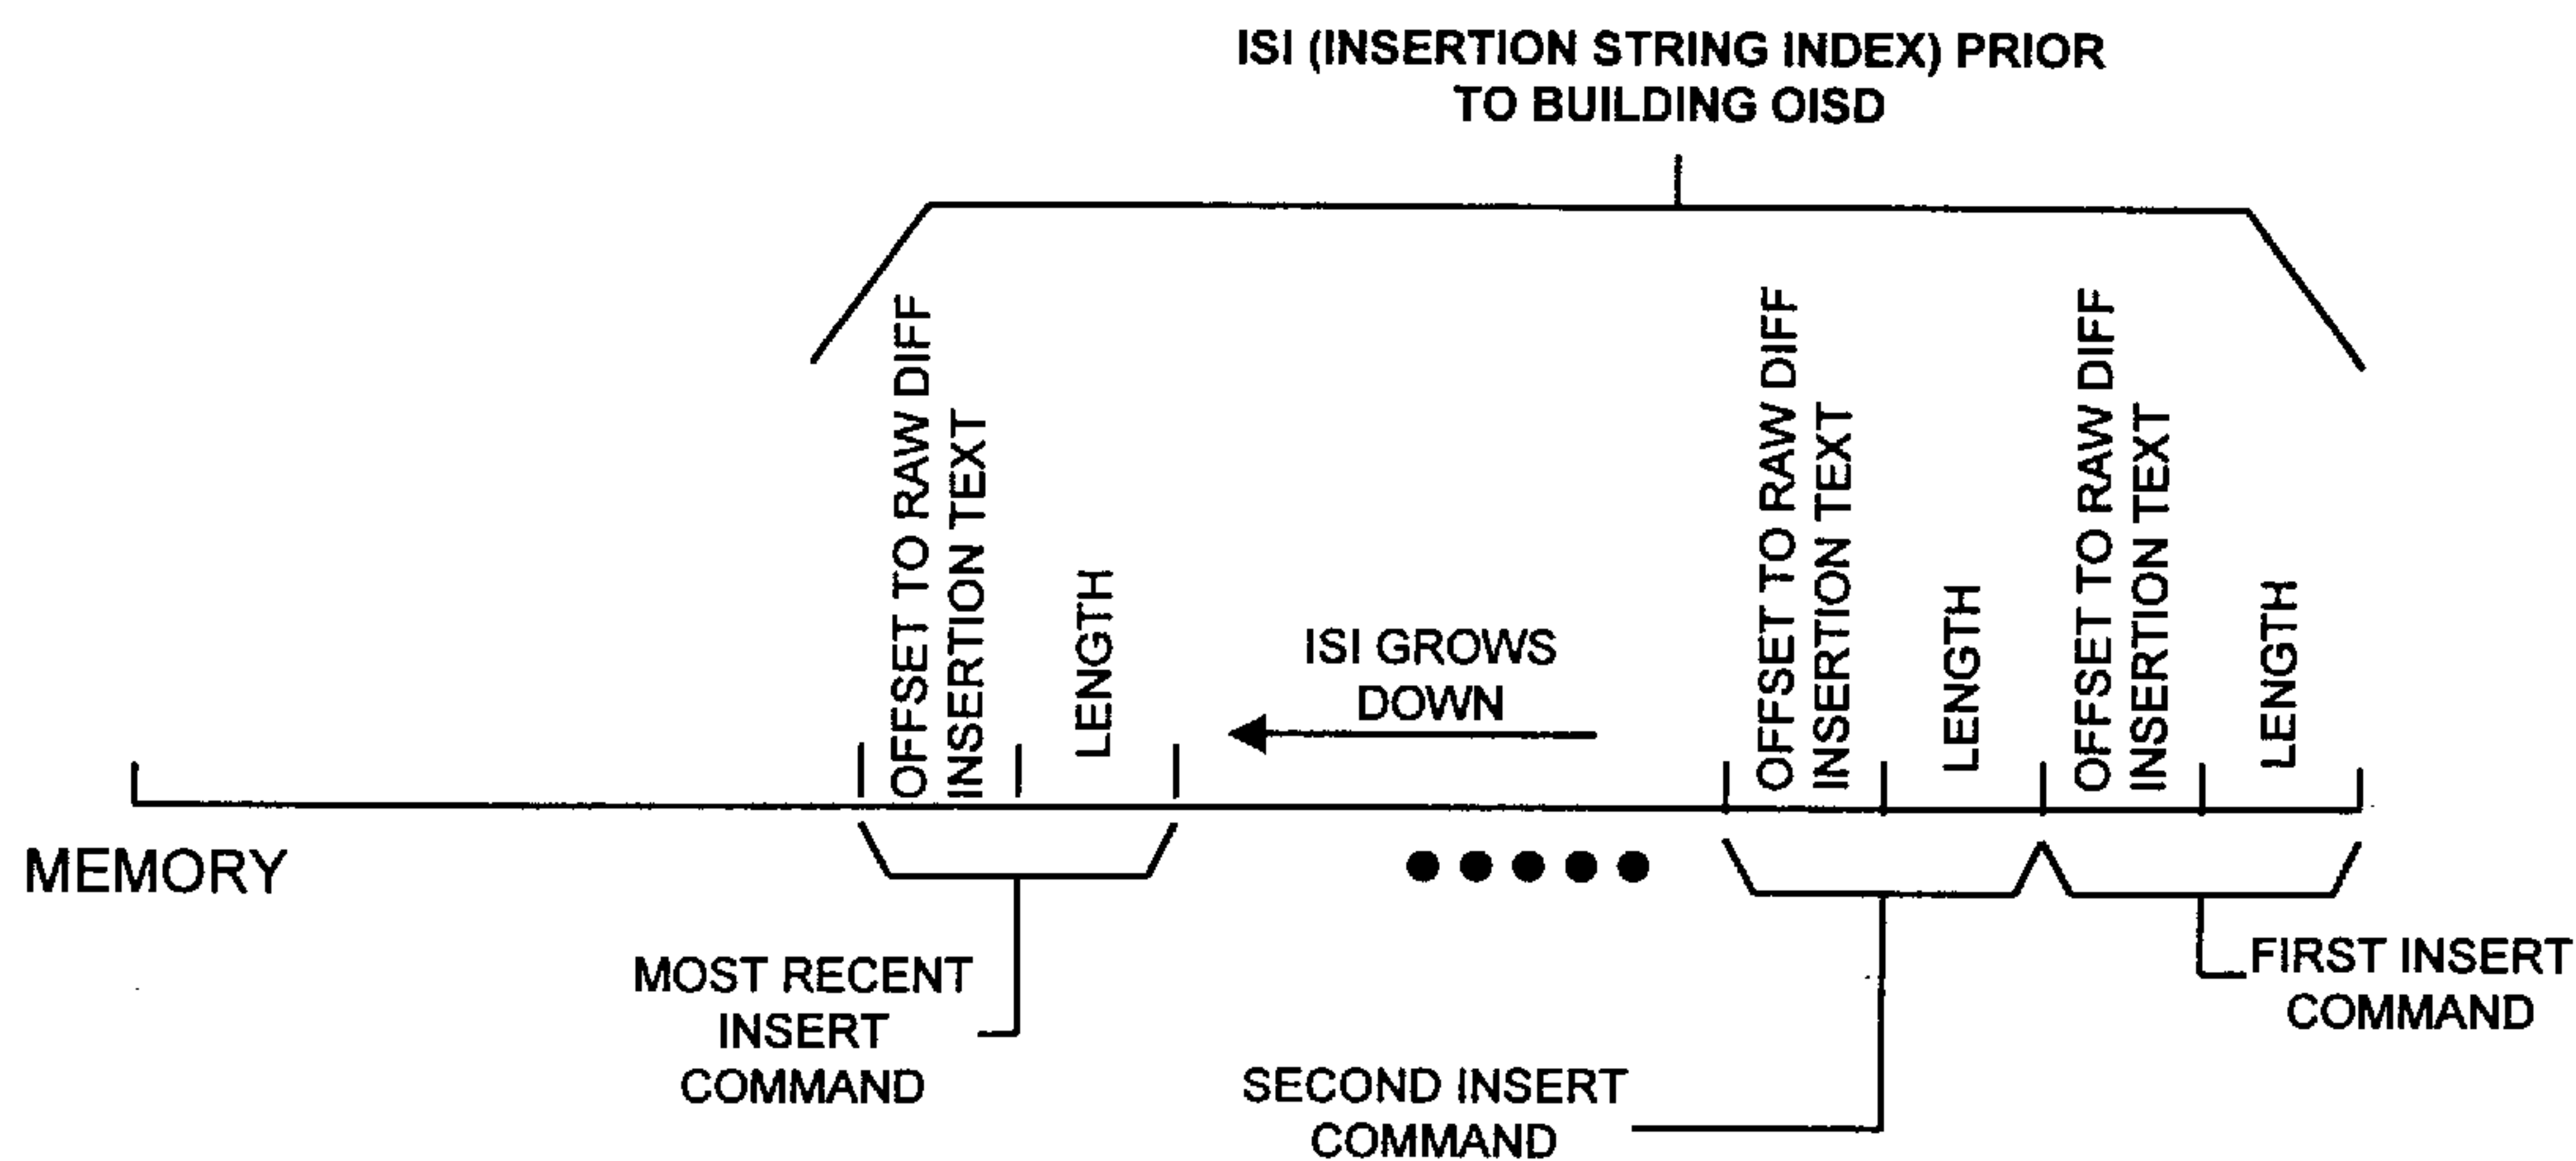 ISI (INSERTION STRING INDEX) PRIOR
TO BUILDING OISD
OFFSET TO RAW DIFF
INSERTION TEXT
LENGTH
ISI GROWS
DOWN
OFFSET TO RAW DIFF
INSERTION TEXT
LENGTH
OFFSET TO RAW DIFF
INSERTION TEXT
LENGTH
MEMORY
MOST RECENT
INSERT
COMMAND
SECOND INSERT
COMMAND
FIRST INSERT
COMMAND